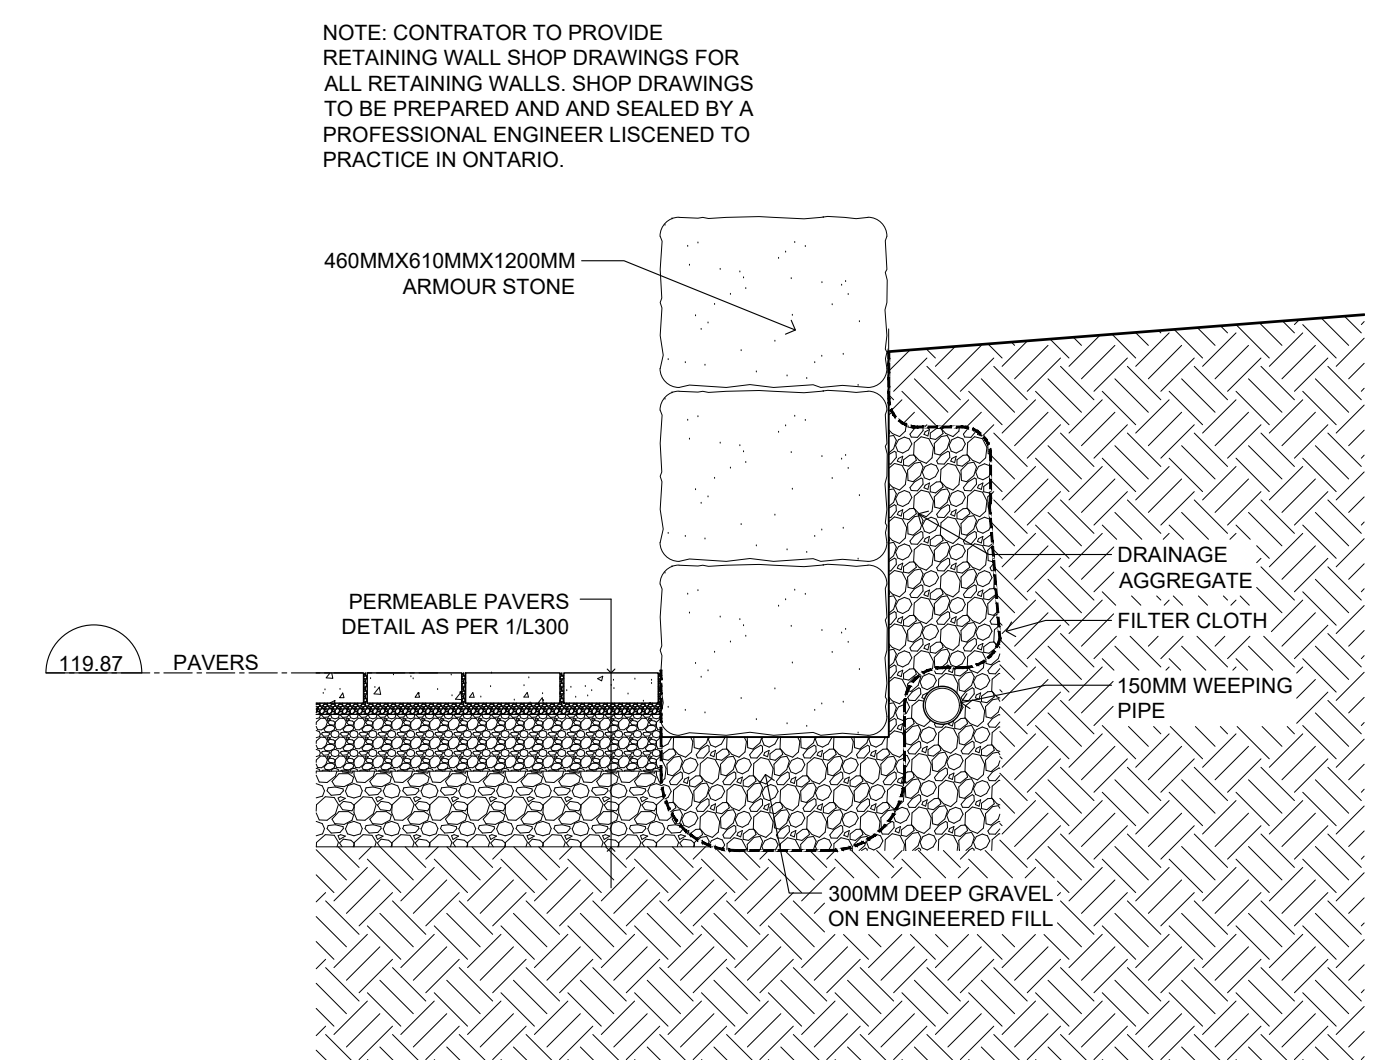 NOTE: CONTRATOR TO PROVIDE
RETAINING WALL SHOP DRAWINGS FOR
ALL RETAINING WALLS. SHOP DRAWINGS
TO BE PREPARED AND AND SEALED BY A
PROFESSIONAL ENGINEER LISCENED TO
PRACTICE IN ONTARIO.
460MMX610MMX1200MM
ARMOUR STONE
DRAINAGE
AGGREGATE
PERMEABLE PAVERS
DETAIL AS PER 1/L300
FILTER CLOTH
119.87 PAVERS
150MM WEEPING
PIPE
300MM DEEP GRAVEL
ON ENGINEERED FILL